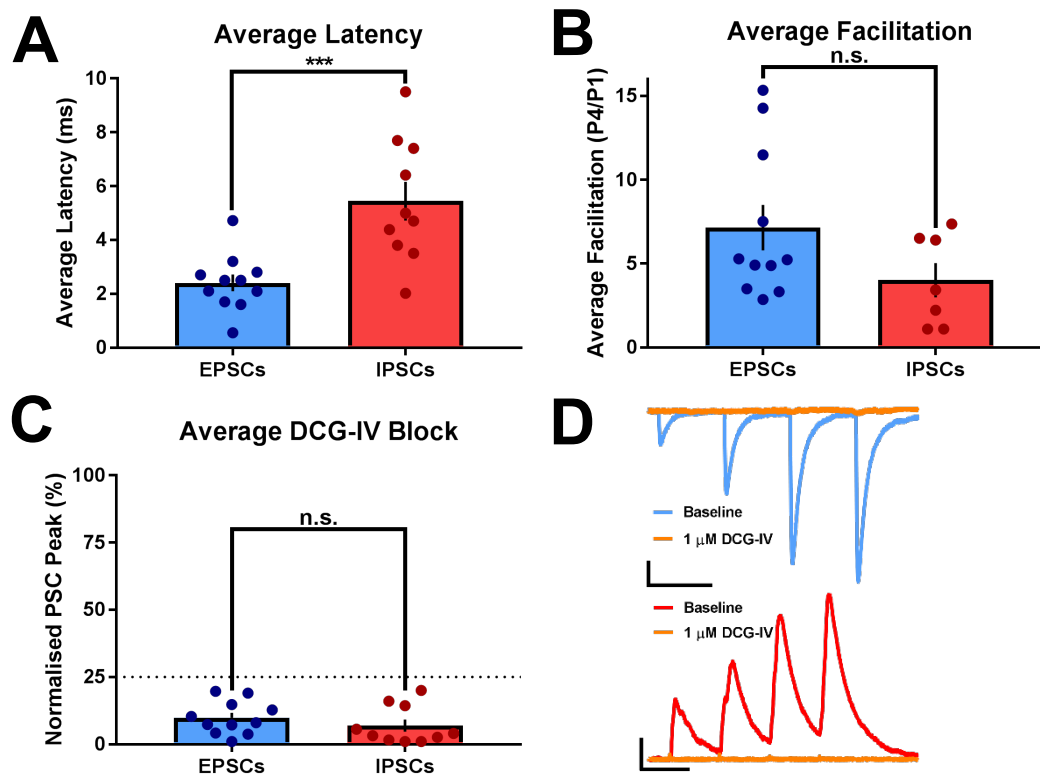 A
Average Latency
***
Average Latency (ms)
10
8
6
4
2
0
EPSCs
IPSCs
B
Average Facilitation
n.s.
Average Facilitation (P4/P1)
15
10
5
0
EPSCs
IPSCs
C
Average DCG-IV Block
n.s.
Normalised PSC Peak (%)
100
75
50
25
0
EPSCs
IPSCs
D
Baseline
1 μM DCG-IV
Baseline
1 μM DCG-IV